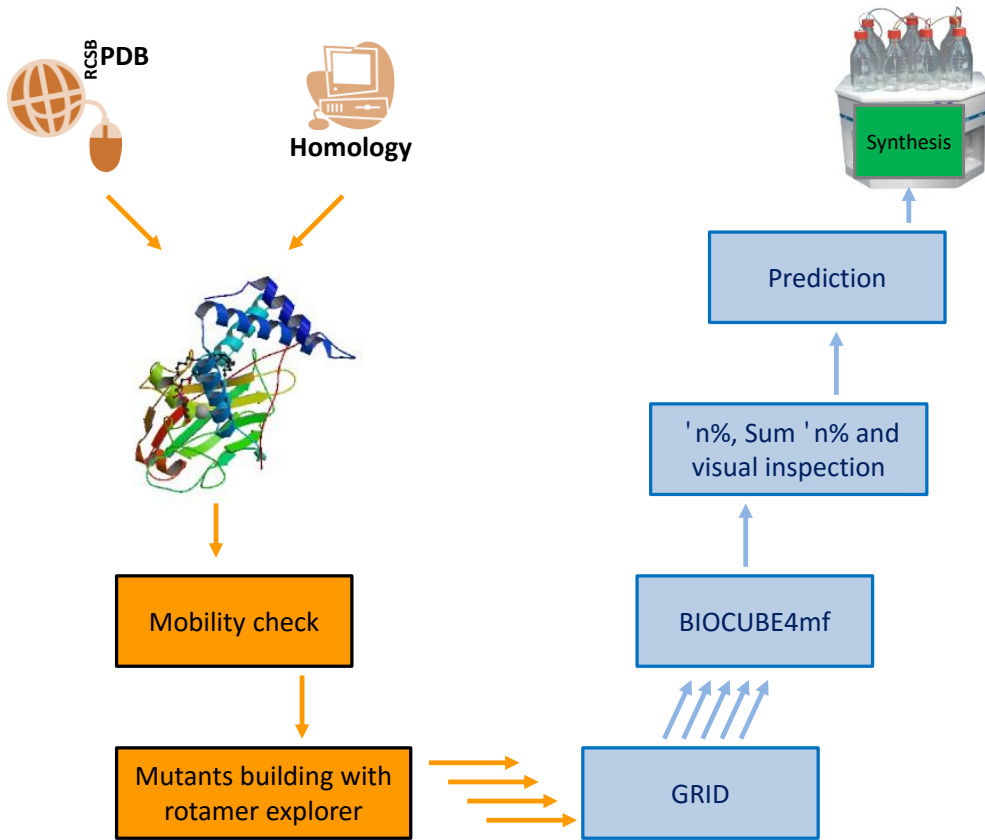 RCSB PDB
Homology
Synthesis
Prediction
'n%, Sum 'n% and
visual inspection
Mobility check
BIOCUBE4mf
Mutants building with
rotamer explorer
GRID